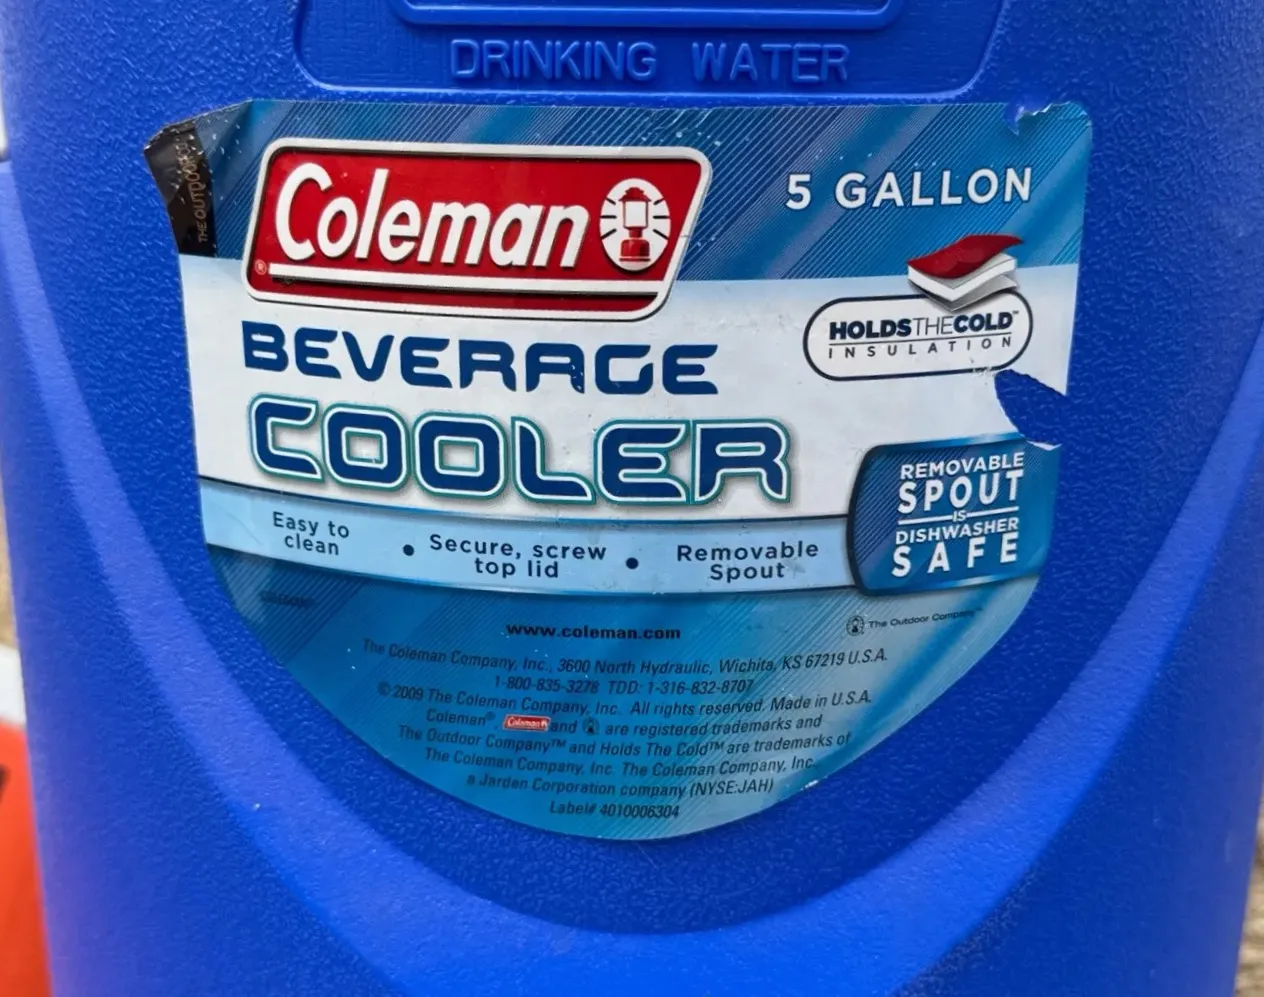 DRINKING WATER
THE OUTDOOR
Coleman
®
5 GALLON
HOLDSTHECOLD™
INSULATION
BEVERAGE
COOLER
REMOVABLE
SPOUT
IS
DISHWASHER
SAFE
Easy to
clean
• Secure, screw
top lid
• Removable
Spout
www.coleman.com
The Outdoor Company™
The Coleman Company, Inc., 3600 North Hydraulic, Wichita, KS 67219 U.S.A.
1-800-835-3278 TDD: 1-316-832-8707
© 2009 The Coleman Company, Inc. All rights reserved. Made in U.S.A.
Coleman® Coleman and are registered trademarks and
The Outdoor Company™ and Holds The Cold™ are trademarks of
The Coleman Company, Inc. The Coleman Company, Inc.,
a Jarden Corporation company (NYSE:JAH)
Label# 4010006304